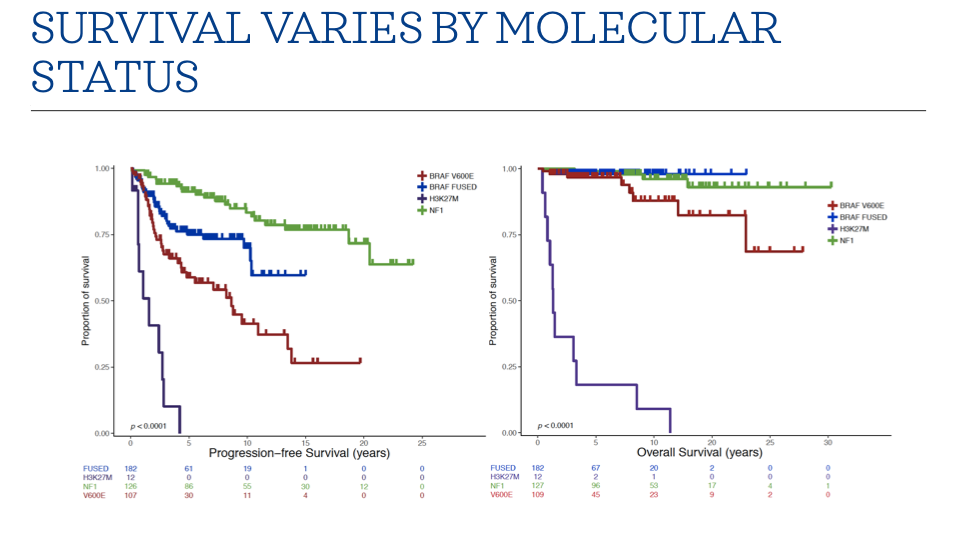 SURVIVAL VARIES BY MOLECULAR
STATUS
1.00
0.75
0.50
0.25
0.00
Proportion of survival
BRAF V600E
BRAF FUSED
H3K27M
NF1
p < 0.0001
0 5 10 15 20 25
Progression–free Survival (years)
FUSED 182 61 19 1 0 0
H3K27M 12 0 0 0 0 0
NF1 126 86 55 30 12 0
V600E 107 30 11 4 0 0
1.00
0.75
0.50
0.25
0.00
Proportion of survival
BRAF V600E
BRAF FUSED
H3K27M
NF1
p < 0.0001
0 5 10 15 20 25 30
Overall Survival (years)
FUSED 182 67 20 2 0 0
H3K27M 12 2 1 0 0 0
NF1 127 96 53 17 4 1
V600E 109 45 23 9 2 0